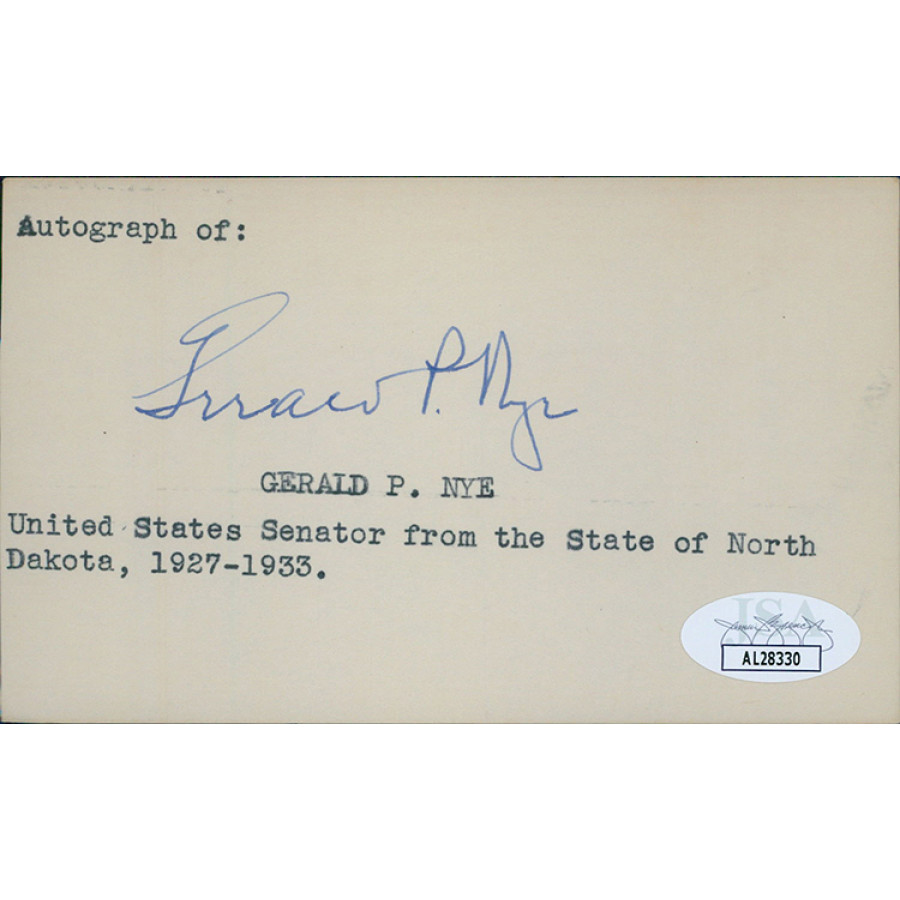 Autograph of:
Gerald P. Nye
GERALD P. NYE
United States Senator from the State of North
Dakota, 1927-1933.
JSA
AL28330